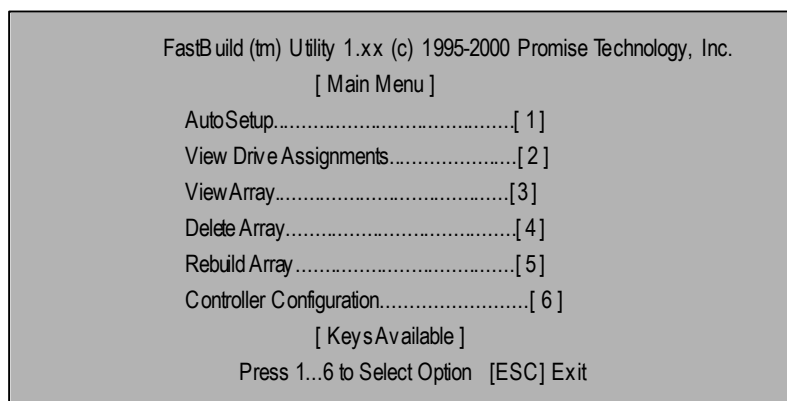 FastBuild (tm) Utility 1.xx (c) 1995-2000 Promise Technology, Inc.
[ Main Menu ]
Auto Setup..........................................[ 1 ]
View Drive Assignments......................[ 2 ]
View Array.........................................[3 ]
Delete Array........................................[ 4 ]
Rebuild Array ......................................[ 5 ]
Controller Configuration..........................[ 6 ]
[ Keys Available ]
Press 1...6 to Select Option [ESC] Exit